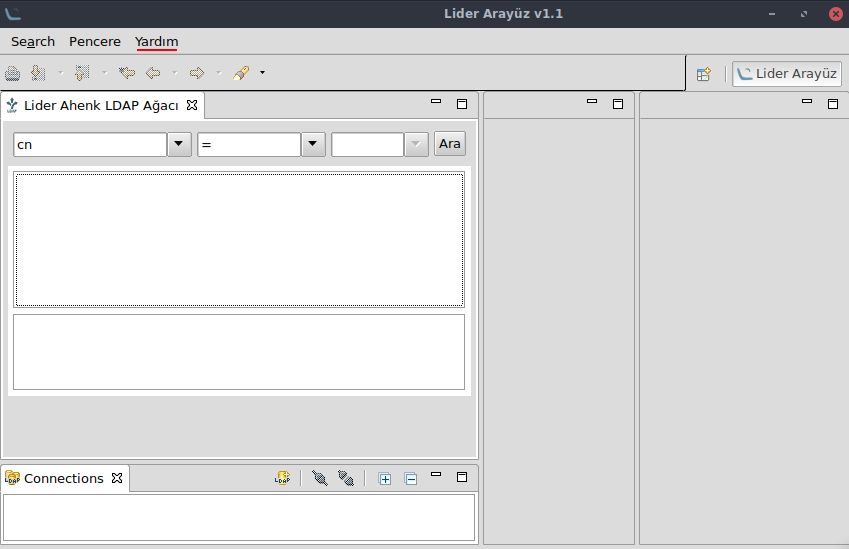 Lider Arayüz v1.1
Search Pencere Yardım
Lider Arayüz
Lider Ahenk LDAP Ağacı
cn = Ara
Connections
LDAP